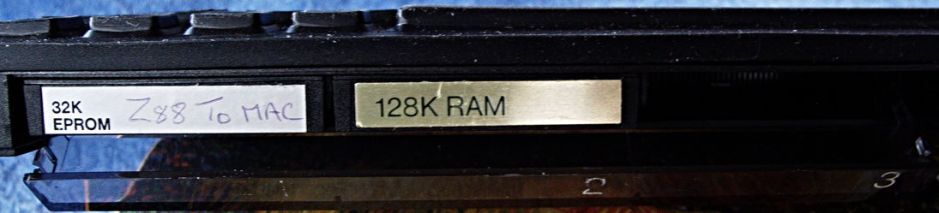 32K
EPROM
Z88 To MAC
128K RAM
2
3